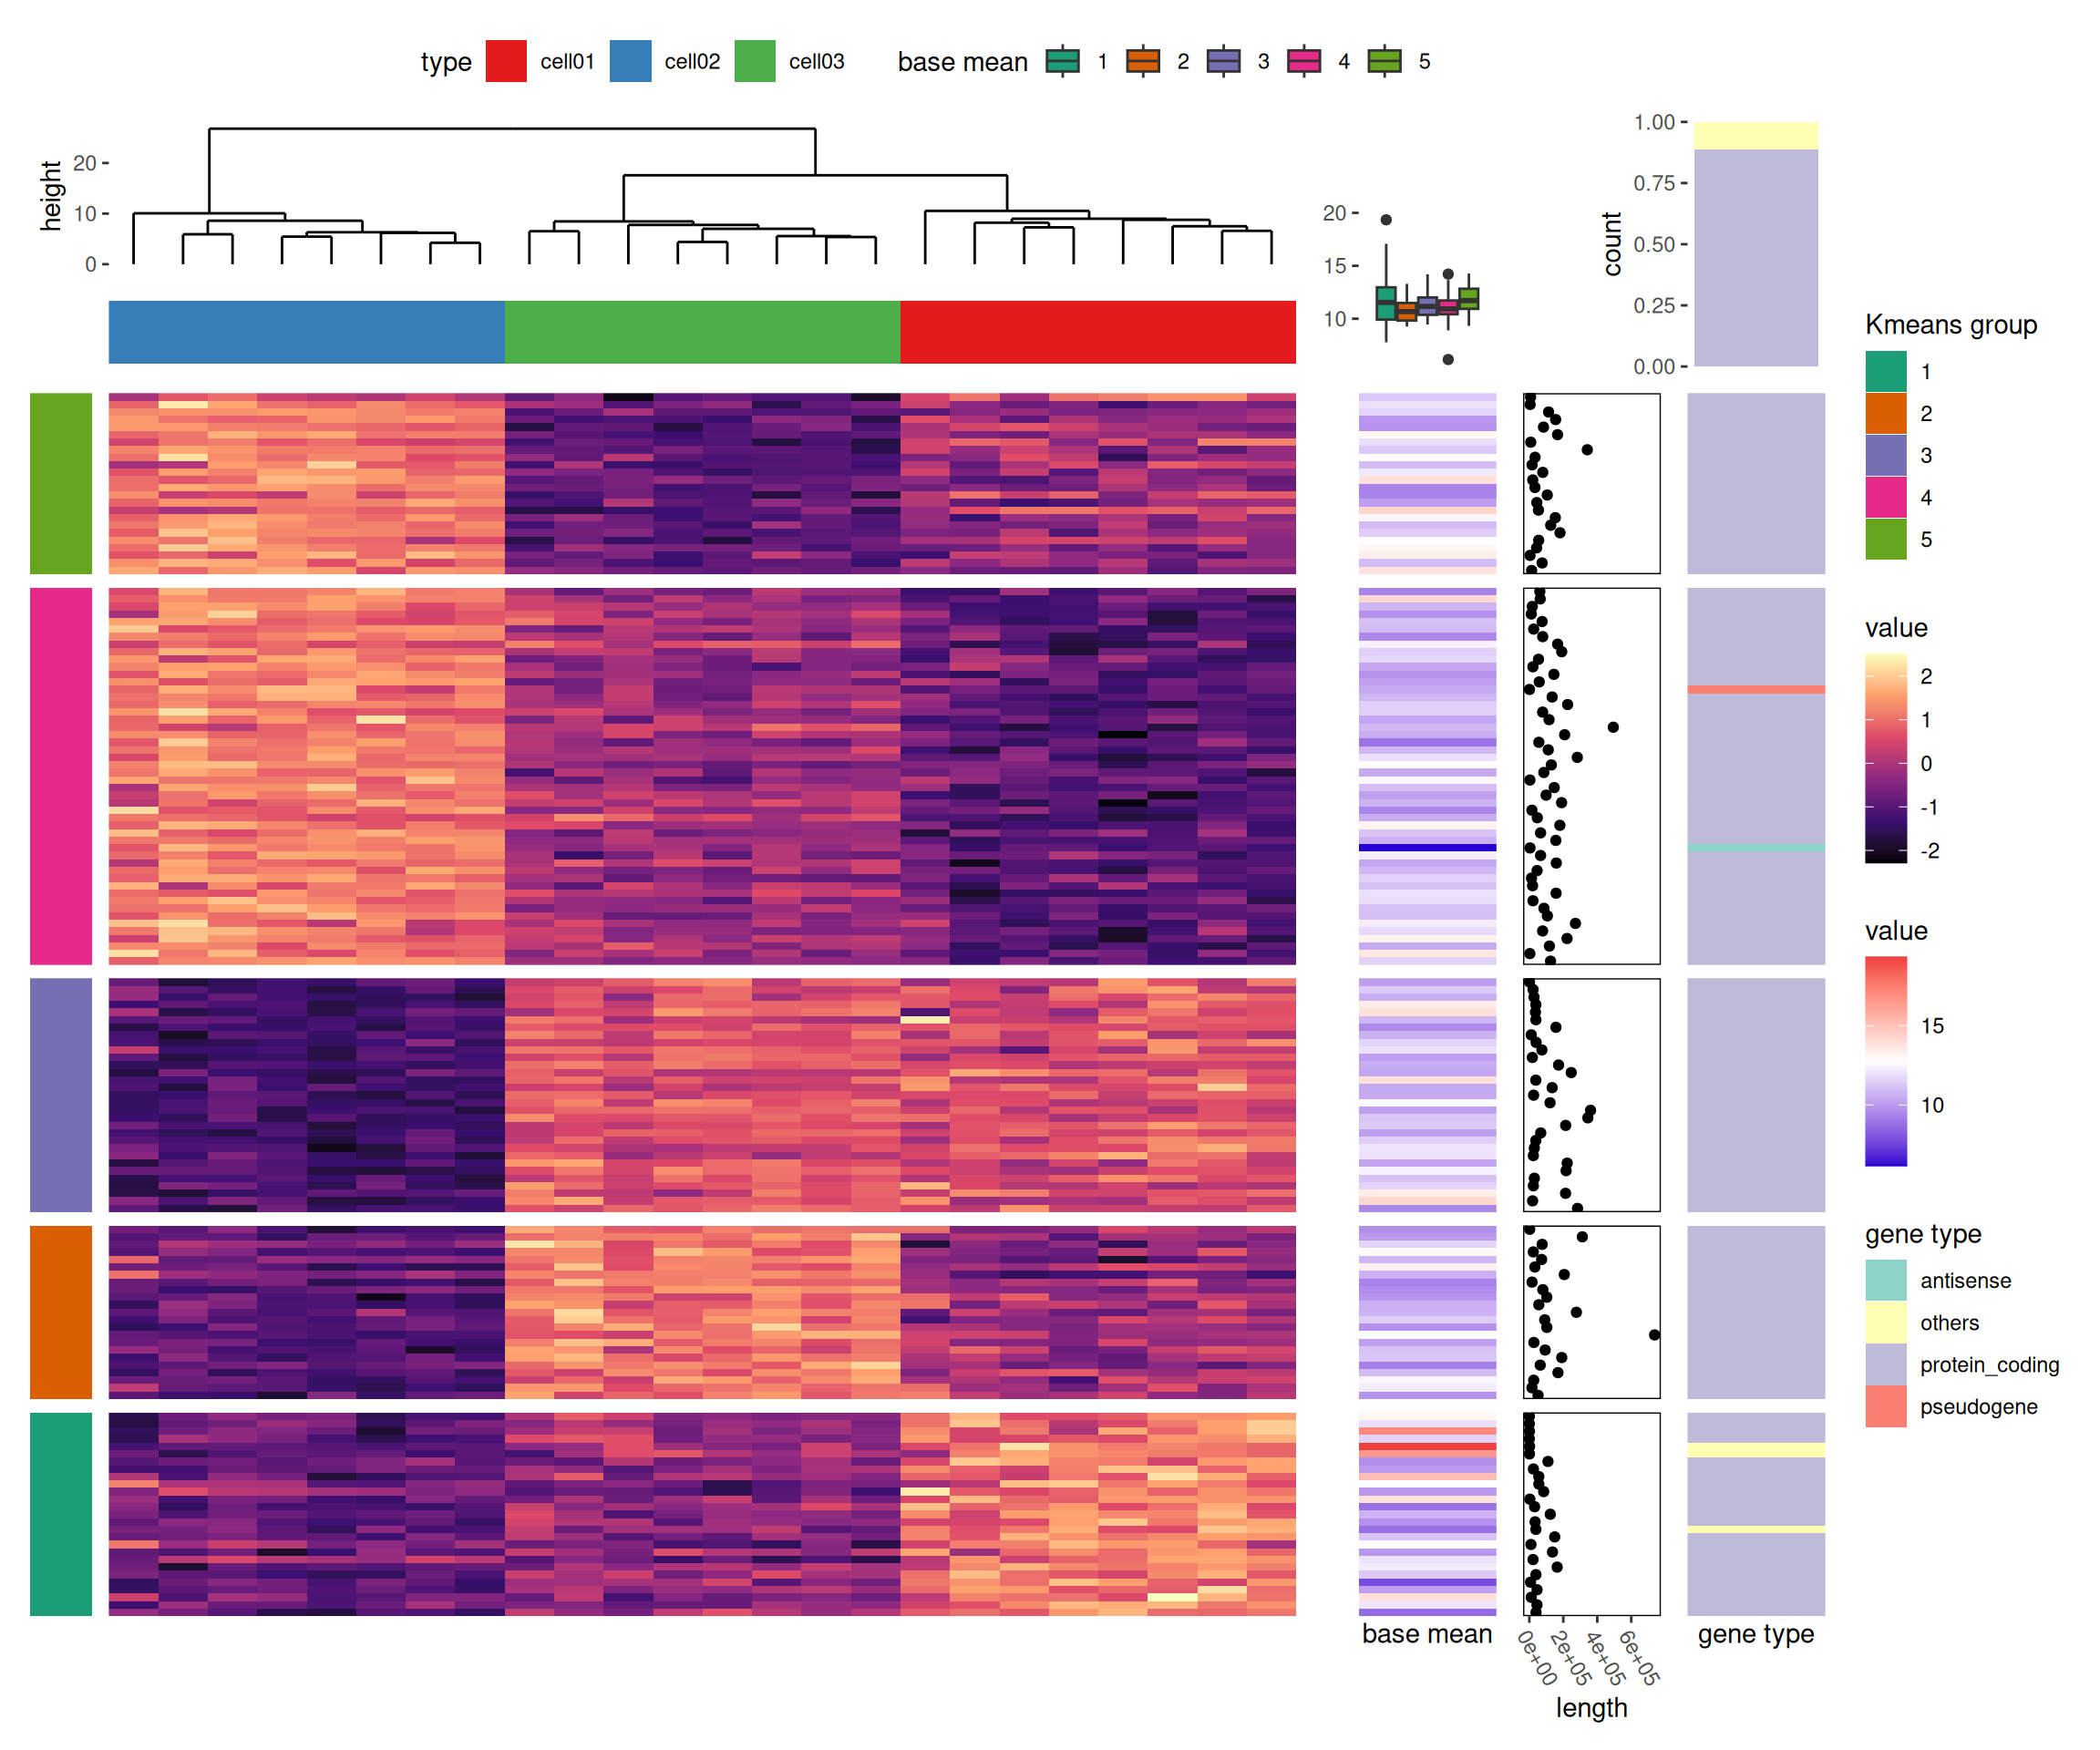 type cell01 cell02 cell03 base mean 1 2 3 4 5
height
20
10
0
20
15
10
count
1.00
0.75
0.50
0.25
0.00
Kmeans group
1
2
3
4
5
value
2
1
0
-1
-2
value
15
10
gene type
antisense
others
protein_coding
pseudogene
base mean
0e+00 2e+05 4e+05 6e+05
length
gene type